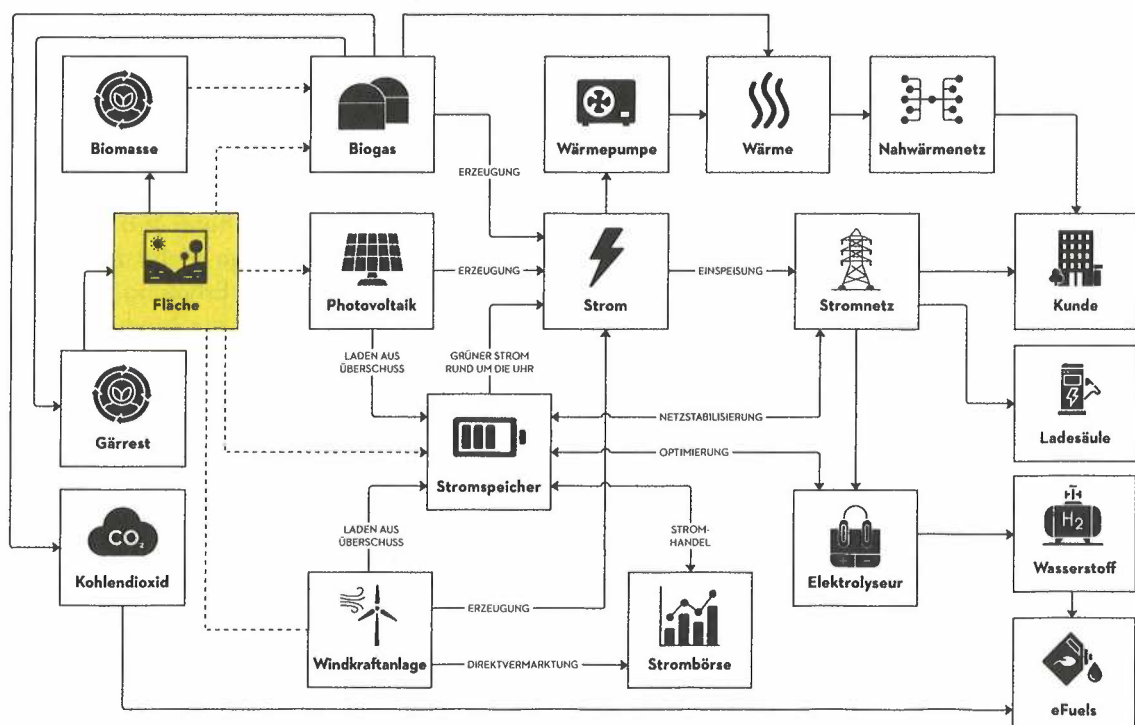 Biomasse
Biogas
Wärmepumpe
Wärme
Nahwärmenetz
ERZEUGUNG
Fläche
Photovoltaik
ERZEUGUNG
Strom
EINSPEISUNG
Stromnetz
Kunde
LADEN AUS
ÜBERSCHUSS
GRÜNER STROM
RUND UM DIE UHR
Gärrest
NETZSTABILISIERUNG
Ladesäule
OPTIMIERUNG
Stromspeicher
CO₂
Kohlendioxid
LADEN AUS
ÜBERSCHUSS
STROM-
HANDEL
Elektrolyseur
H₂
Wasserstoff
ERZEUGUNG
Windkraftanlage
DIREKTVERMARKTUNG
Strombörse
eFuels